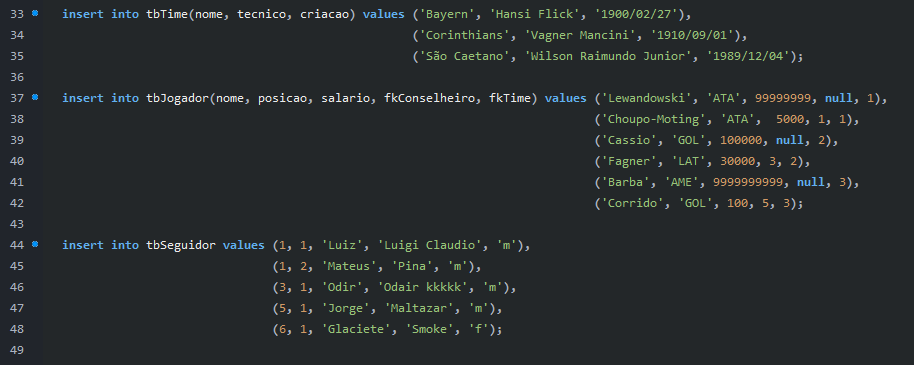 33 insert into tbTime(nome, tecnico, criacao) values ('Bayern', 'Hansi Flick', '1900/02/27'),
34 ('Corinthians', 'Vagner Mancini', '1910/09/01'),
35 ('São Caetano', 'Wilson Raimundo Junior', '1989/12/04');
36
37 insert into tbJogador(nome, posicao, salario, fkConselheiro, fkTime) values ('Lewandowski', 'ATA', 99999999, null, 1),
38 ('Choupo-Moting', 'ATA',  5000, 1, 1),
39 ('Cassio', 'GOL', 100000, null, 2),
40 ('Fagner', 'LAT', 30000, 3, 2),
41 ('Barba', 'AME', 9999999999, null, 3),
42 ('Corrido', 'GOL', 100, 5, 3);
43
44 insert into tbSeguidor values (1, 1, 'Luiz', 'Luigi Claudio', 'm'),
45 (1, 2, 'Mateus', 'Pina', 'm'),
46 (3, 1, 'Odir', 'Odair kkkkk', 'm'),
47 (5, 1, 'Jorge', 'Maltazar', 'm'),
48 (6, 1, 'Glaciete', 'Smoke', 'f');
49